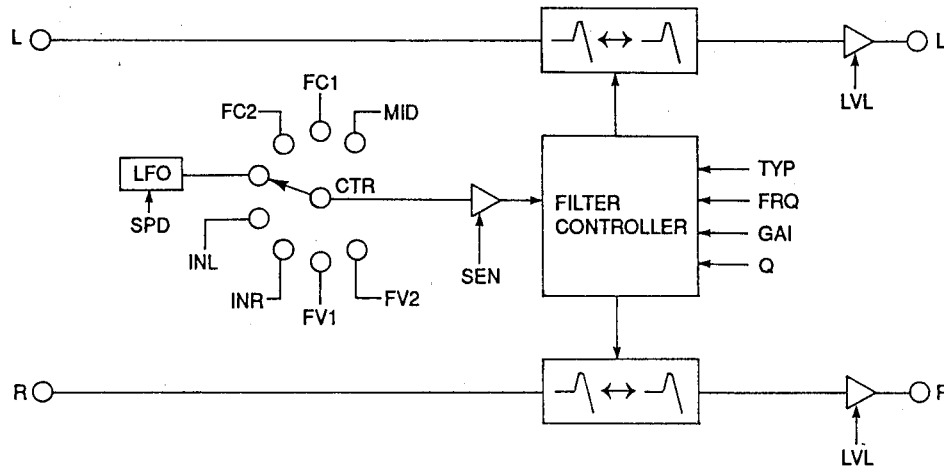 L
L
LVL
FC1
FC2
MID
LFO
CTR
SPD
INL
INR
FV1
FV2
SEN
FILTER
CONTROLLER
TYP
FRQ
GAI
Q
R
R
LVL